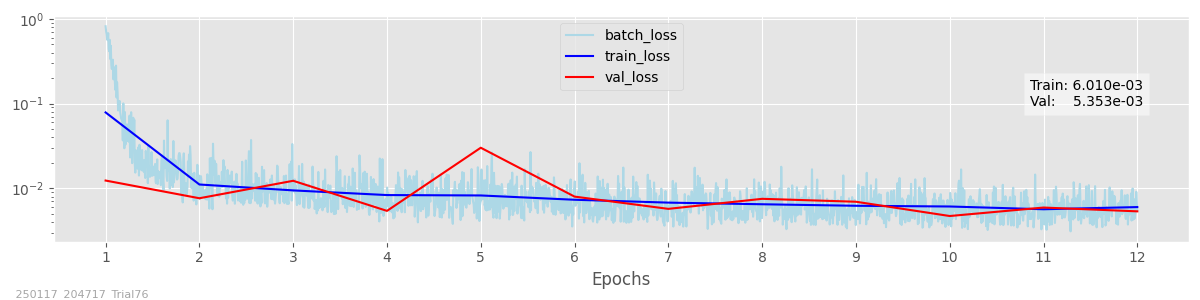 10^0
batch_loss
train_loss
val_loss
Train: 6.010e-03
Val: 5.353e-03
10^-1
10^-2
1 2 3 4 5 6 7 8 9 10 11 12
Epochs
250117_204717_Trial76